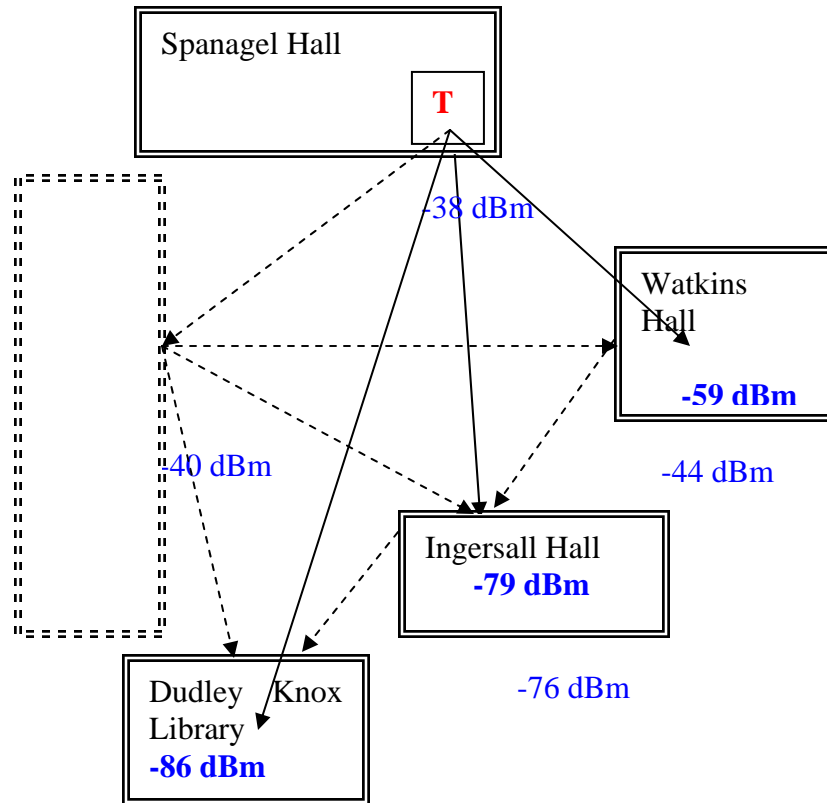 Spanagel Hall
T
-38 dBm
Watkins
Hall
-59 dBm
-40 dBm
-44 dBm
Ingersall Hall
-79 dBm
Dudley Knox
Library
-86 dBm
-76 dBm